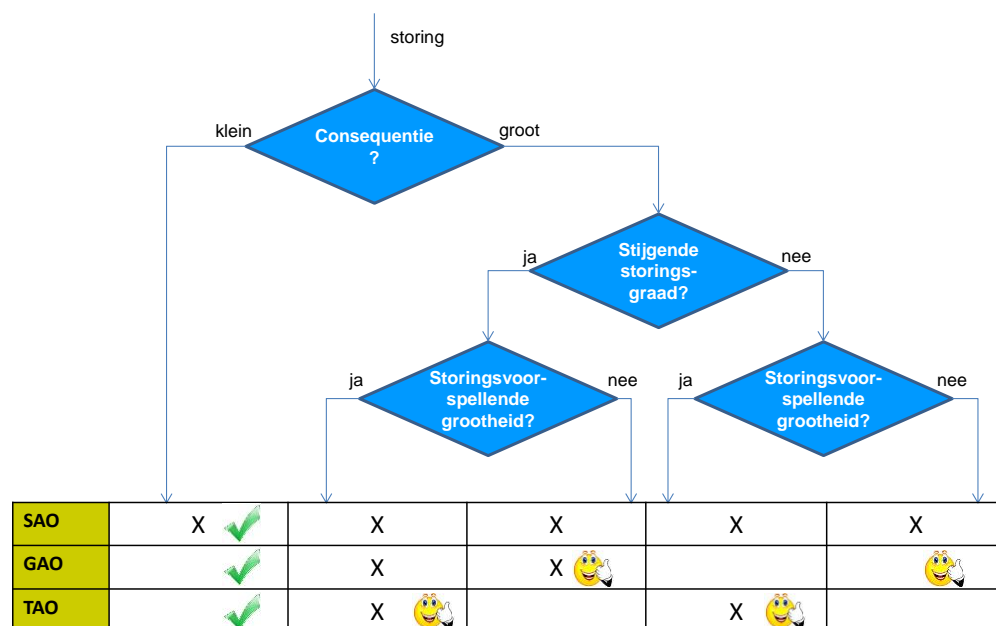 storing
klein
Consequentie
?
groot
ja
Stijgende
storings-
graad?
nee
ja
Storingsvoor-
spellende
grootheid?
nee
ja
Storingsvoor-
spellende
grootheid?
nee
SAO X X X X X
GAO X X
TAO X X